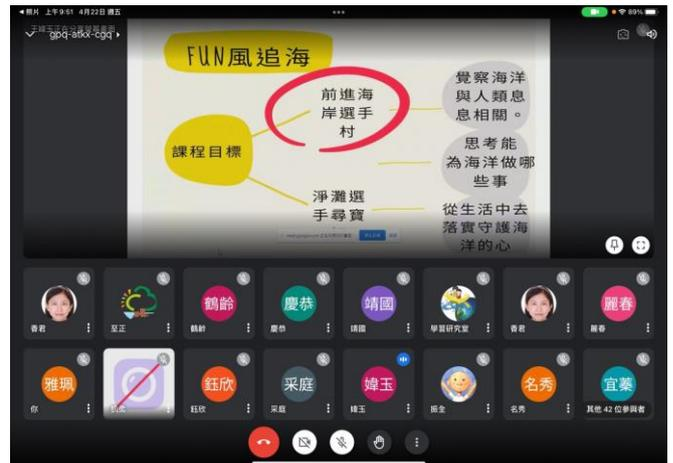 ◀照片 上午9:51 4月22日 週五
89%
gpq-atkx-cgq
FUN風追海
課程目標
前進海
岸選手
村
覺察海洋
與人類息
息相關。
思考能
為海洋做哪
些事
淨灘選
手尋寶
從生活中去
落實守護海
洋的心
香君
至正
鶴齡
鶴齡
慶恭
慶恭
靖國
靖國
學習研究室
香君
麗春
麗春
雅珮
你
鈺欣
鈺欣
采庭
采庭
婞玉
婞玉
振全
名秀
名秀
宜蓁
其他 42 位參與者